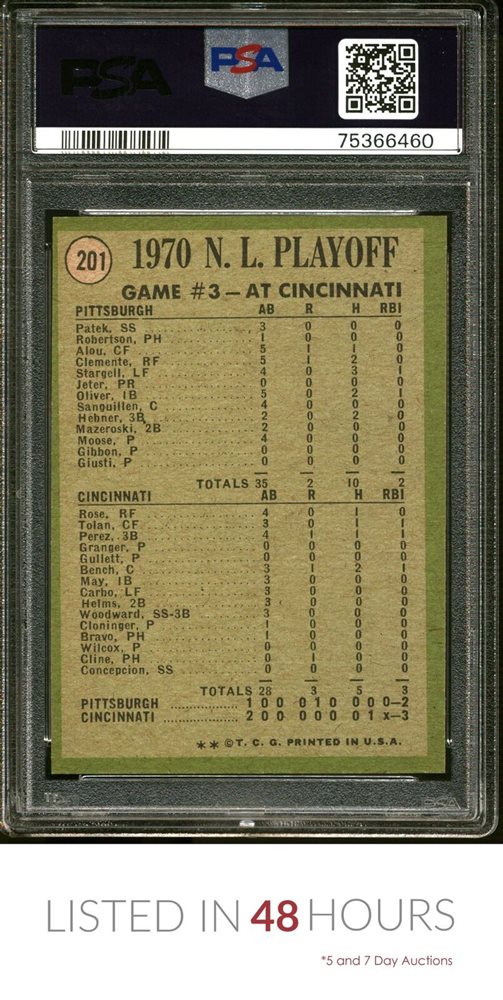 PSA
PSA
75366460
201
1970 N. L. PLAYOFF
GAME #3 – AT CINCINNATI
PITTSBURGH AB R H RBI
Patek, SS 3 0 0 0
Robertson, PH 1 0 0 0
Alou, CF 5 1 1 0
Clemente, RF 5 1 2 0
Stargell, LF 4 0 3 1
Jeter, PR 0 0 0 0
Oliver, 1B 5 0 2 1
Sanguillen, C 4 0 0 0
Hebner, 3B 2 0 2 0
Mazeroski, 2B 2 0 0 0
Moose, P 4 0 0 0
Gibbon, P 0 0 0 0
Giusti, P 0 0 0 0
TOTALS 35 2 10 2
CINCINNATI AB R H RBI
Rose, RF 4 0 1 0
Tolan, CF 3 0 1 1
Perez, 3B 4 1 1 1
Granger, P 0 0 0 0
Gullett, P 0 0 0 0
Bench, C 3 1 2 1
May, 1B 3 0 0 0
Carbo, LF 3 0 0 0
Helms, 2B 3 0 0 0
Woodward, SS-3B 3 0 0 0
Cloninger, P 1 0 0 0
Bravo, PH 1 0 0 0
Wilcox, P 0 0 0 0
Cline, PH 0 1 0 0
Concepcion, SS 0 0 0 0
TOTALS 28 3 5 3
PITTSBURGH 1 0 0 0 1 0 0 0 0–2
CINCINNATI 2 0 0 0 0 0 0 1 x–3
** © T. C. G. PRINTED IN U.S.A.
PSA
LISTED IN 48 HOURS
*5 and 7 Day Auctions